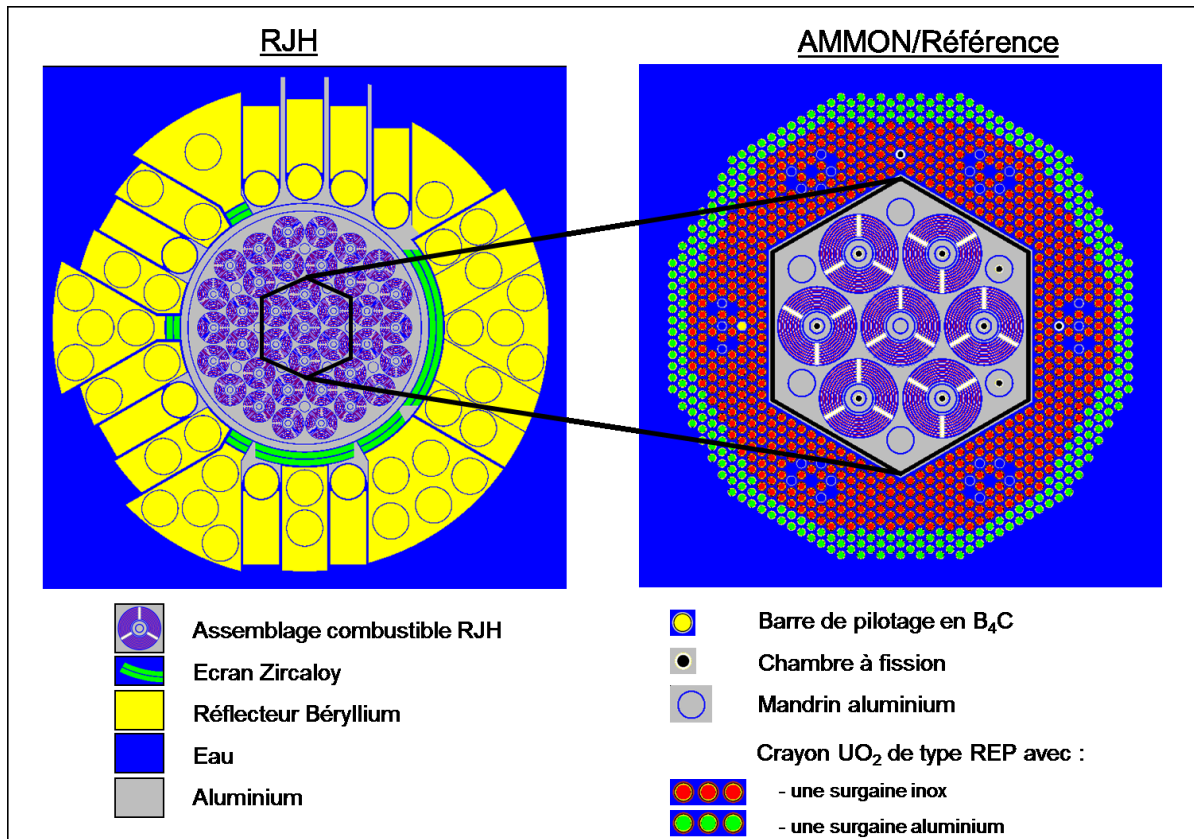 RJH
AMMON/Référence
Assemblage combustible RJH
Ecran Zircaloy
Réflecteur Béryllium
Eau
Aluminium
Barre de pilotage en B₄C
Chambre à fission
Mandrin aluminium
Crayon UO₂ de type REP avec :
- une surgaine inox
- une surgaine aluminium